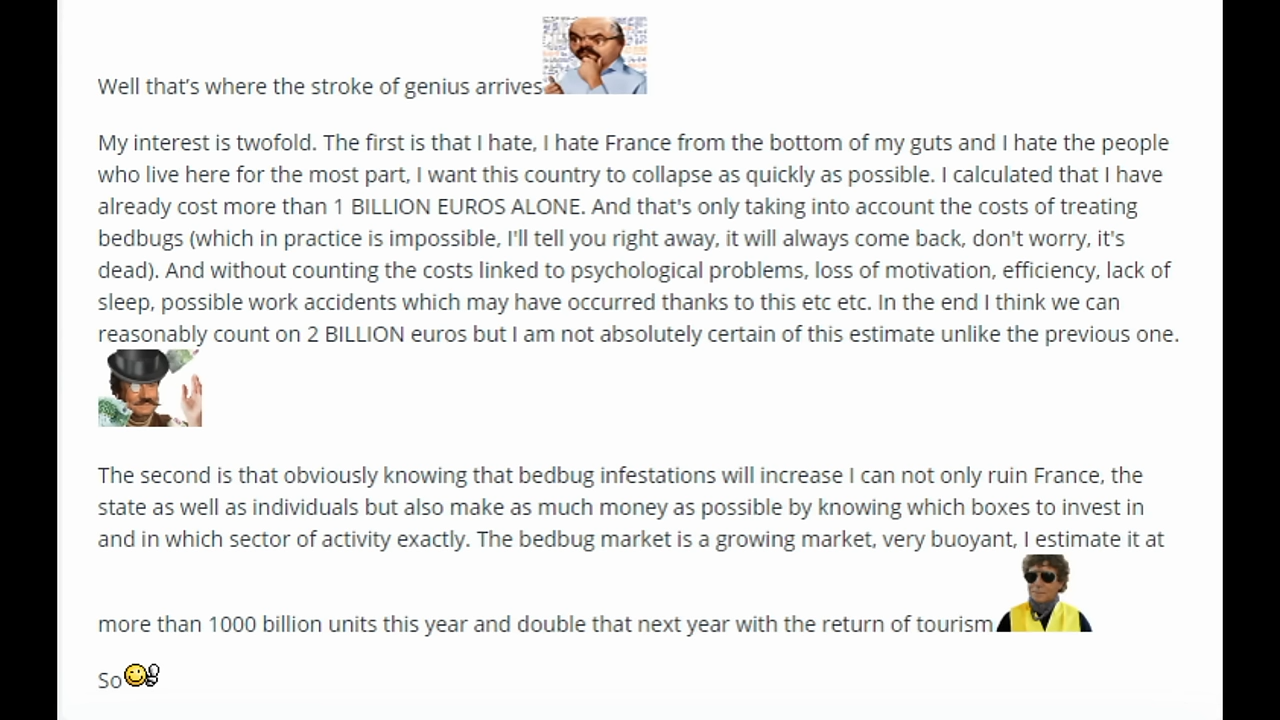 Well that's where the stroke of genius arrives
My interest is twofold. The first is that I hate, I hate France from the bottom of my guts and I hate the people
who live here for the most part, I want this country to collapse as quickly as possible. I calculated that I have
already cost more than 1 BILLION EUROS ALONE. And that's only taking into account the costs of treating
bedbugs (which in practice is impossible, I'll tell you right away, it will always come back, don't worry, it's
dead). And without counting the costs linked to psychological problems, loss of motivation, efficiency, lack of
sleep, possible work accidents which may have occurred thanks to this etc etc. In the end I think we can
reasonably count on 2 BILLION euros but I am not absolutely certain of this estimate unlike the previous one.
The second is that obviously knowing that bedbug infestations will increase I can not only ruin France, the
state as well as individuals but also make as much money as possible by knowing which boxes to invest in
and in which sector of activity exactly. The bedbug market is a growing market, very buoyant, I estimate it at
more than 1000 billion units this year and double that next year with the return of tourism
So